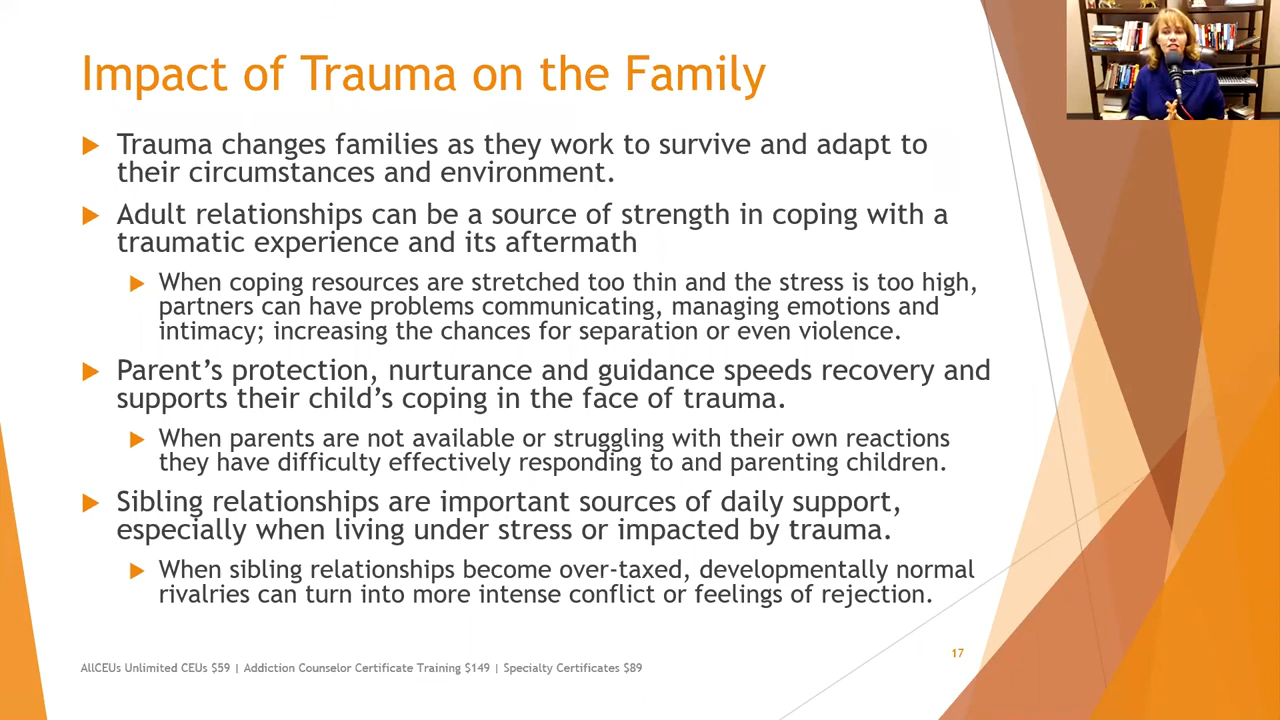 Impact of Trauma on the Family
Trauma changes families as they work to survive and adapt to
their circumstances and environment.
Adult relationships can be a source of strength in coping with a
traumatic experience and its aftermath
When coping resources are stretched too thin and the stress is too high,
partners can have problems communicating, managing emotions and
intimacy; increasing the chances for separation or even violence.
Parent’s protection, nurturance and guidance speeds recovery and
supports their child’s coping in the face of trauma.
When parents are not available or struggling with their own reactions
they have difficulty effectively responding to and parenting children.
Sibling relationships are important sources of daily support,
especially when living under stress or impacted by trauma.
When sibling relationships become over-taxed, developmentally normal
rivalries can turn into more intense conflict or feelings of rejection.
17
AllCEUs Unlimited CEUs $59 | Addiction Counselor Certificate Training $149 | Specialty Certificates $89